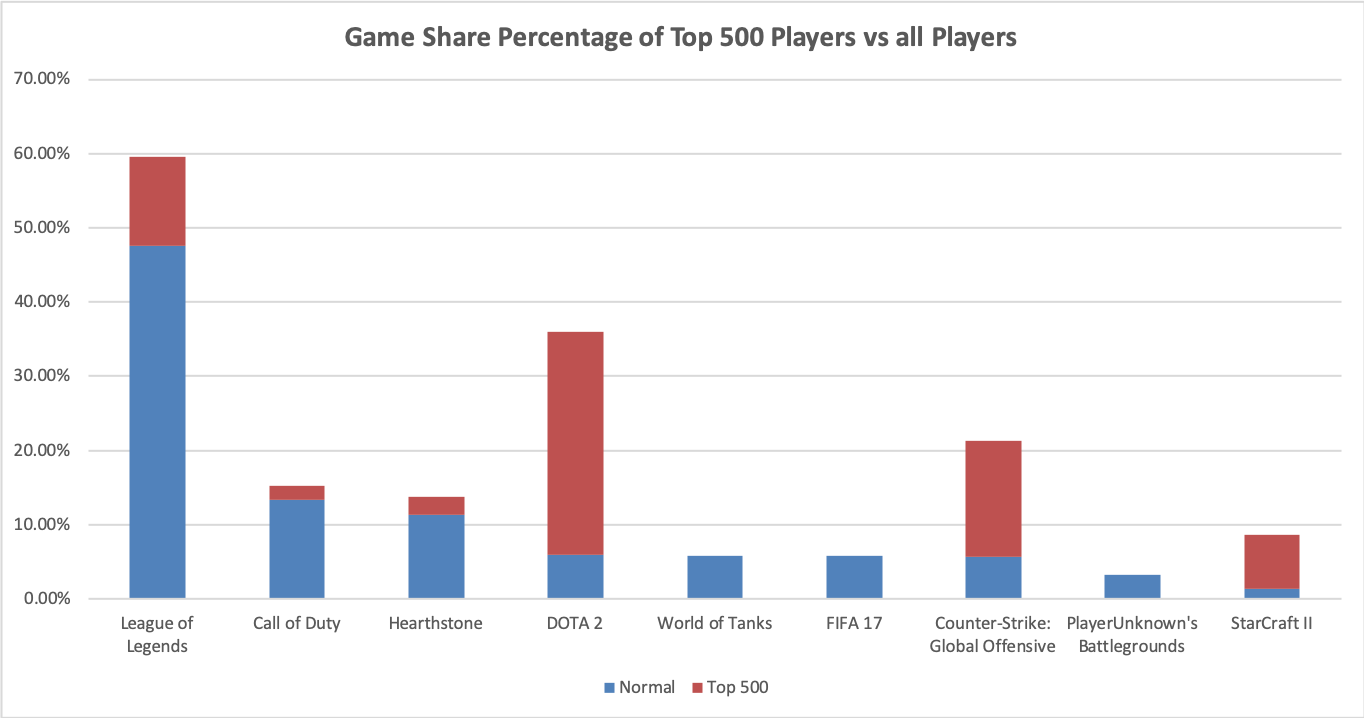 Game Share Percentage of Top 500 Players vs all Players
70.00%
60.00%
50.00%
40.00%
30.00%
20.00%
10.00%
0.00%
League of
Legends
Call of Duty
Hearthstone
DOTA 2
World of Tanks
FIFA 17
Counter-Strike:
Global Offensive
PlayerUnknown's
Battlegrounds
StarCraft II
Normal
Top 500